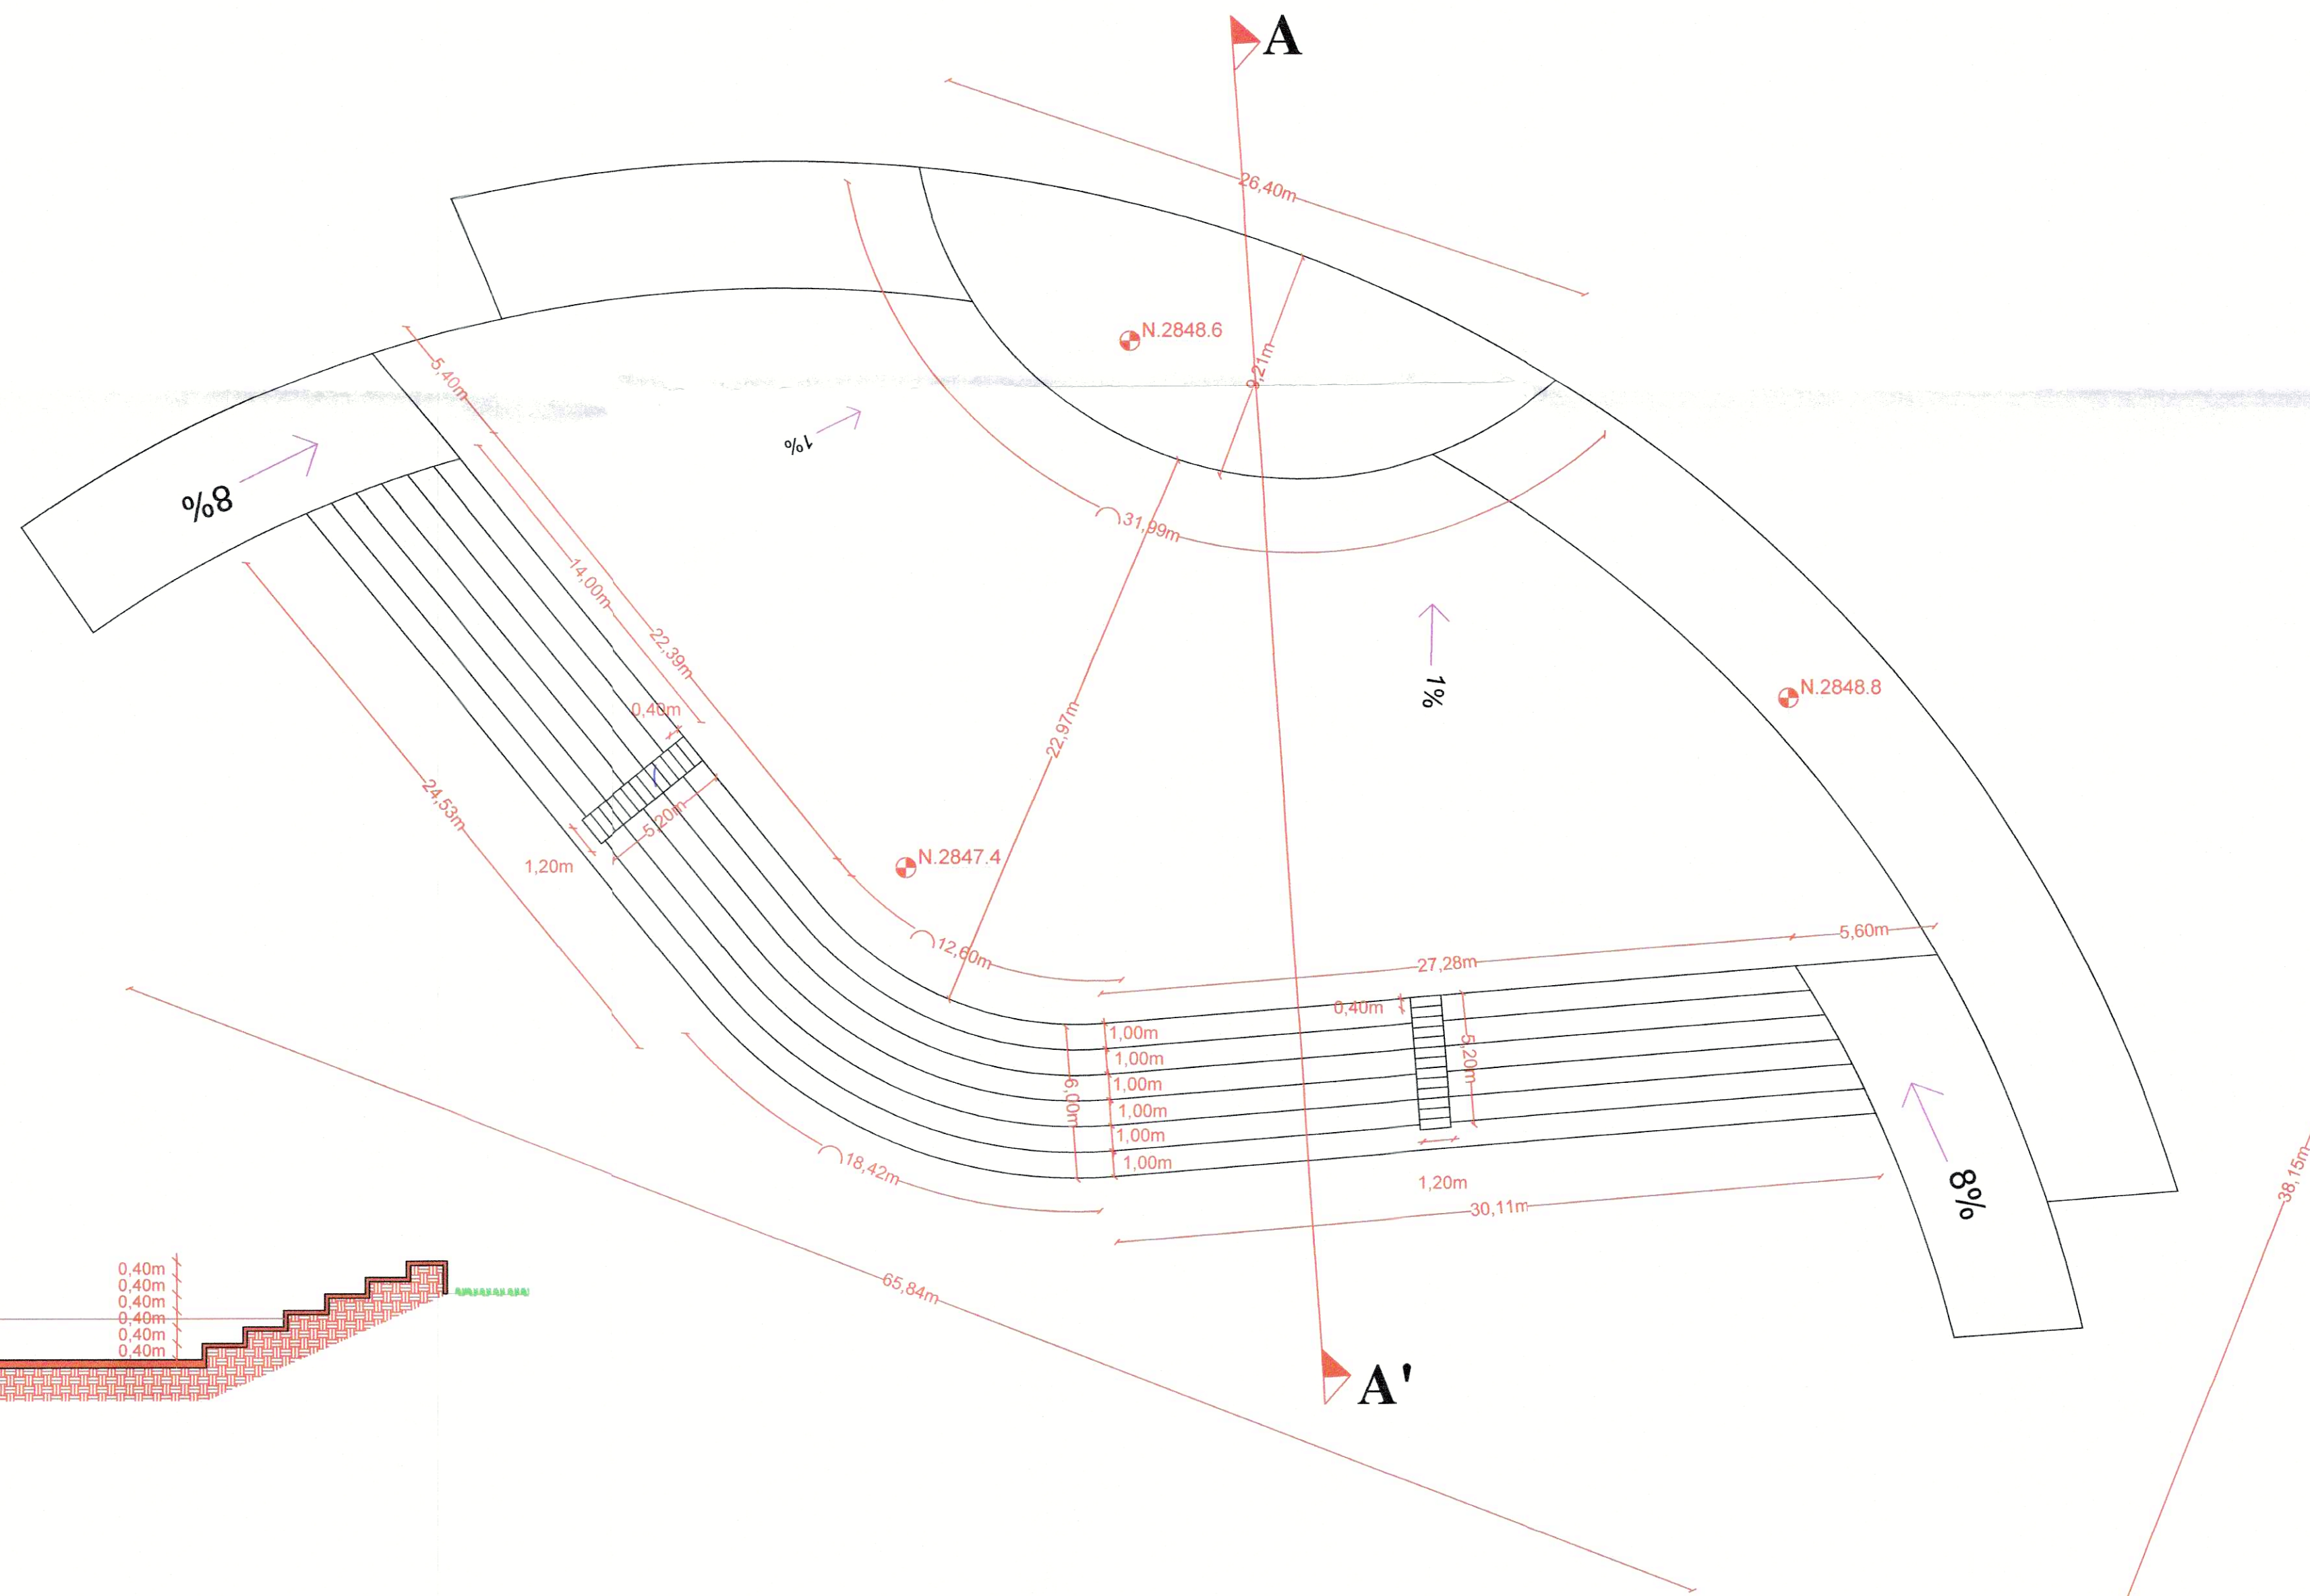 A
26,40m
N.2848.6
9,21m
5,40m
1%
8%
31,99m
14,00m
22,39m
0,40m
1%
N.2848.8
22,97m
24,53m
5,20m
1,20m
N.2847.4
12,60m
27,28m
5,60m
0,40m
1,00m
1,00m
1,00m
1,00m
1,00m
1,00m
6,00m
5,20m
1,20m
30,11m
8%
38,15m
18,42m
65,84m
0,40m
0,40m
0,40m
0,40m
0,40m
0,40m
A'